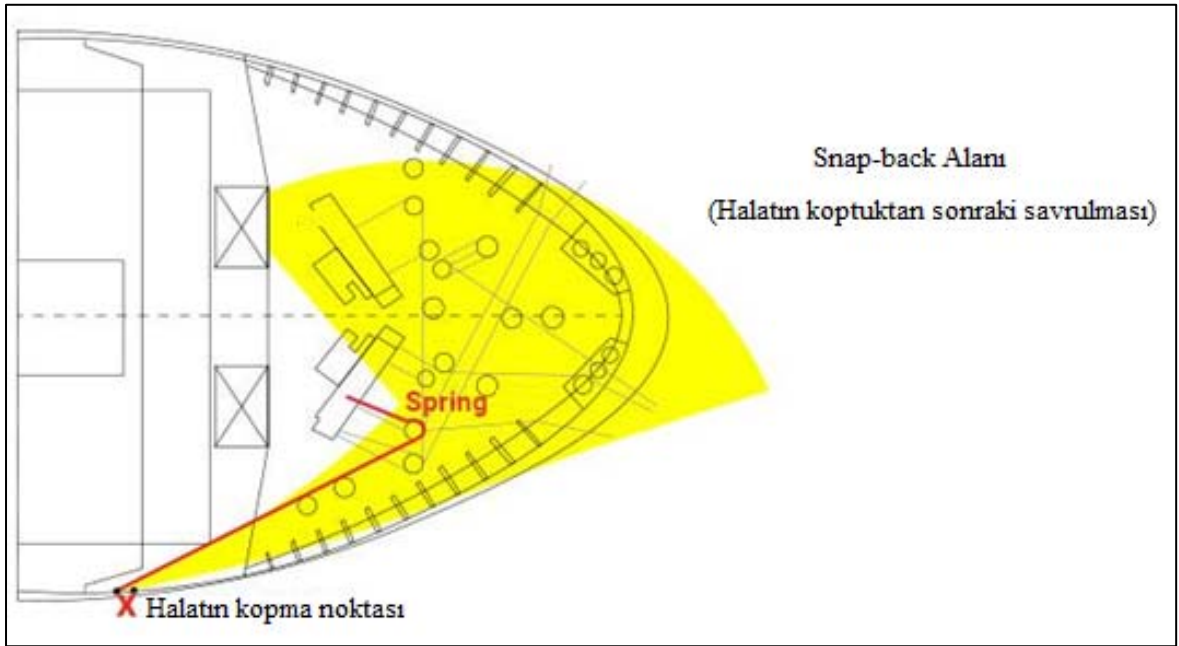 Snap-back Alanı
(Halatın koptuktan sonraki savrulması)
Spring
X Halatın kopma noktası